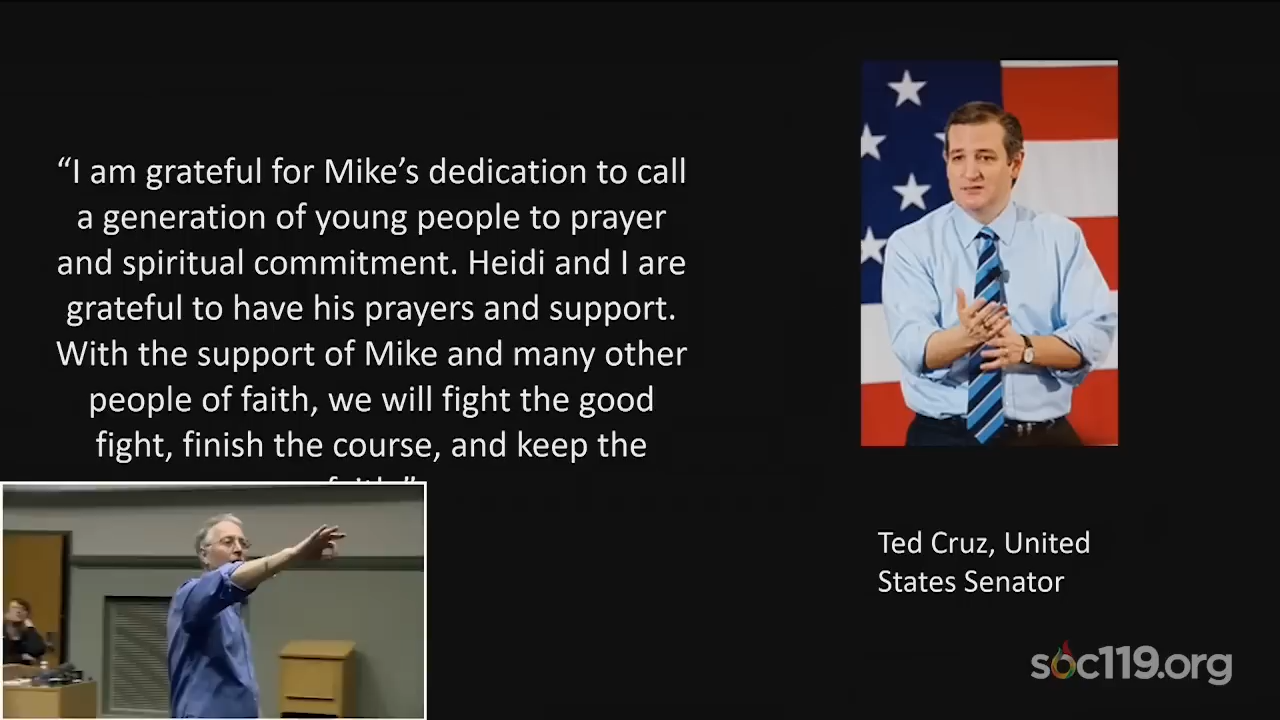 “I am grateful for Mike’s dedication to call
a generation of young people to prayer
and spiritual commitment. Heidi and I are
grateful to have his prayers and support.
With the support of Mike and many other
people of faith, we will fight the good
fight, finish the course, and keep the
Ted Cruz, United
States Senator
soc119.org